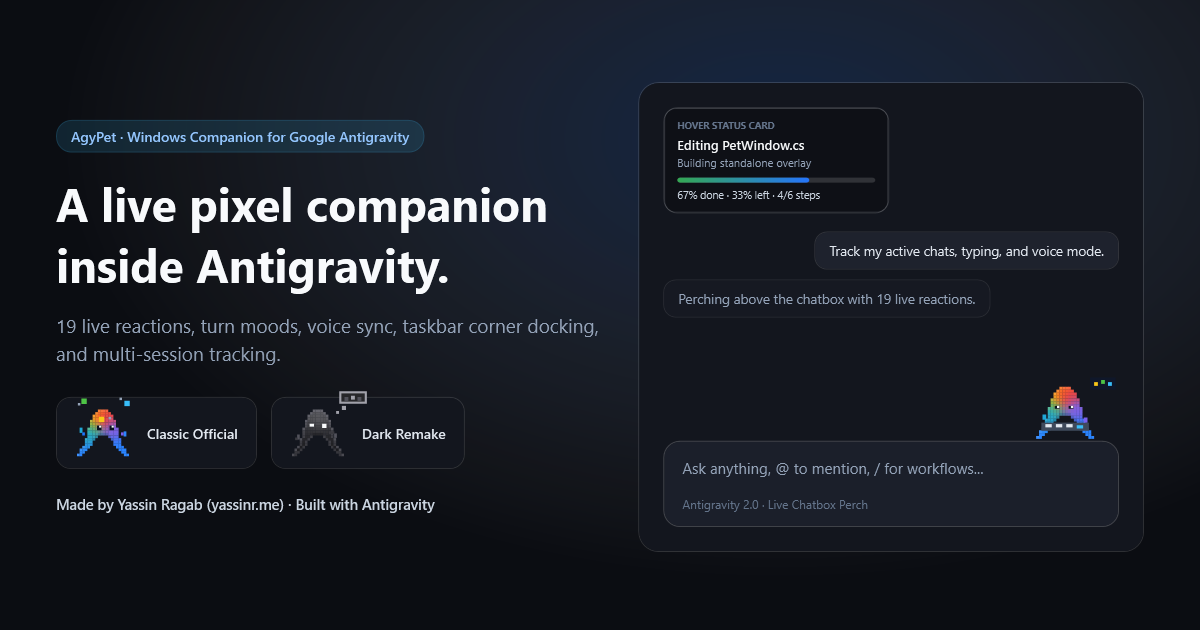 AgyPet · Windows Companion for Google Antigravity
A live pixel companion
inside Antigravity.
19 live reactions, turn moods, voice sync, taskbar corner docking,
and multi-session tracking.
Classic Official
Dark Remake
Made by Yassin Ragab (yassinr.me) · Built with Antigravity
HOVER STATUS CARD
Editing PetWindow.cs
Building standalone overlay
67% done · 33% left · 4/6 steps
Track my active chats, typing, and voice mode.
Perching above the chatbox with 19 live reactions.
Ask anything, @ to mention, / for workflows...
Antigravity 2.0 · Live Chatbox Perch